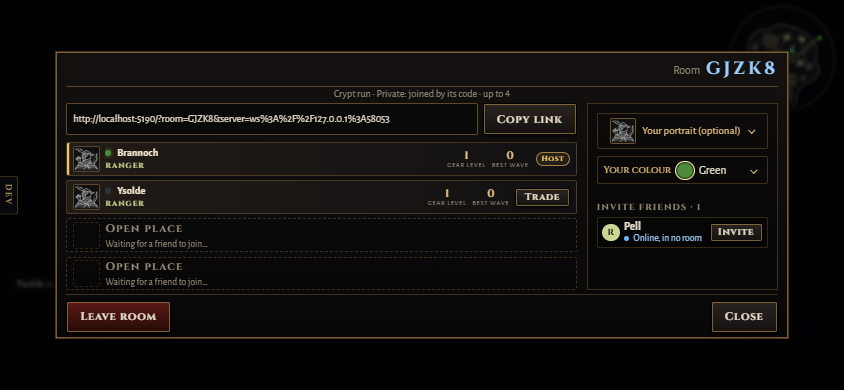 Room GJZK8
Crypt run · Private: joined by its code · up to 4
http://localhost:5190/?room=GJZK8&server=ws%3A%2F%2F127.0.0.1%3A58053
Copy link
Brannoch
Ranger
1 Gear level
0 Best wave
Host
Ysolde
Ranger
1 Gear level
0 Best wave
Trade
Open place
Waiting for a friend to join...
Open place
Waiting for a friend to join...
Your portrait (optional)
Your colour Green
Invite friends · 1
R
Pell
Online, in no room
Invite
Leave room
Close
DEV
Ysolde